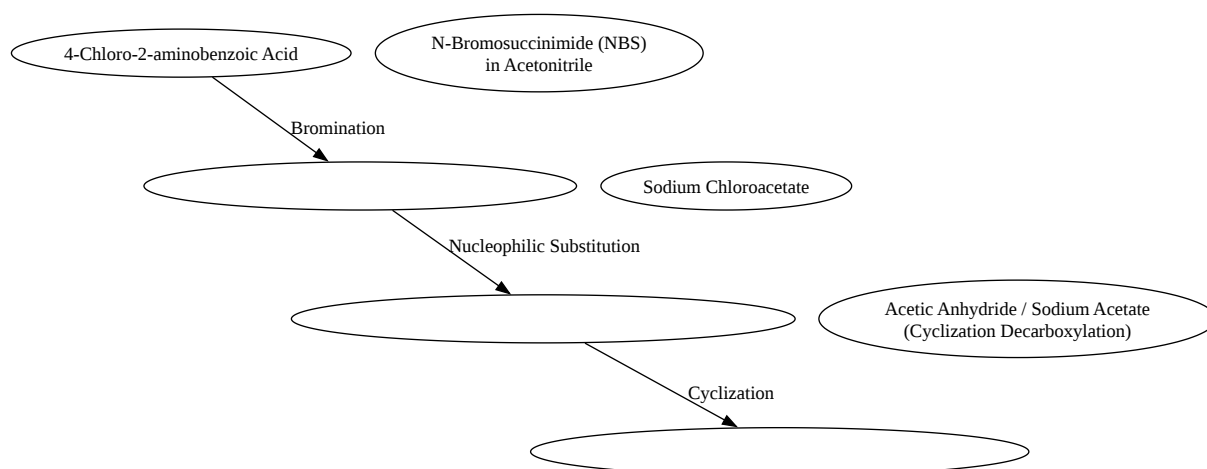 4-Chloro-2-aminobenzoic Acid
N-Bromosuccinimide (NBS)
in Acetonitrile
Bromination
Sodium Chloroacetate
Nucleophilic Substitution
Acetic Anhydride / Sodium Acetate
(Cyclization Decarboxylation)
Cyclization